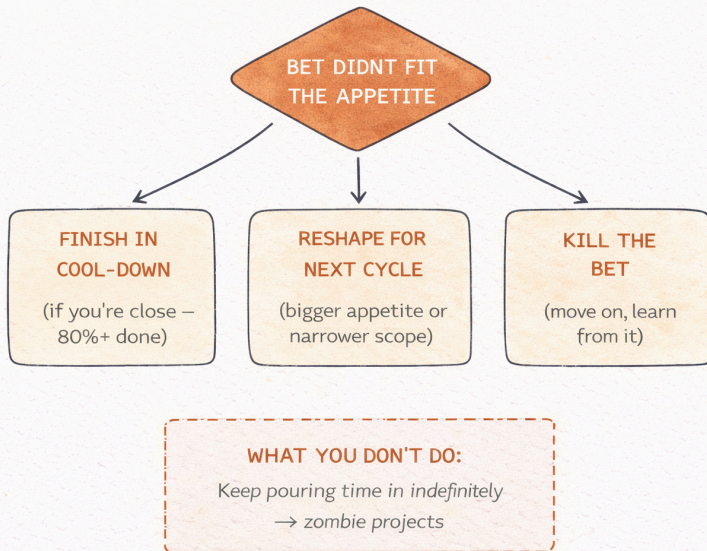 BET DIDNT FIT
THE APPETITE
FINISH IN
COOL-DOWN
(if you're close –
80%+ done)
RESHAPE FOR
NEXT CYCLE
(bigger appetite or
narrower scope)
KILL THE
BET
(move on, learn
from it)
WHAT YOU DON'T DO:
Keep pouring time in indefinitely
→ zombie projects